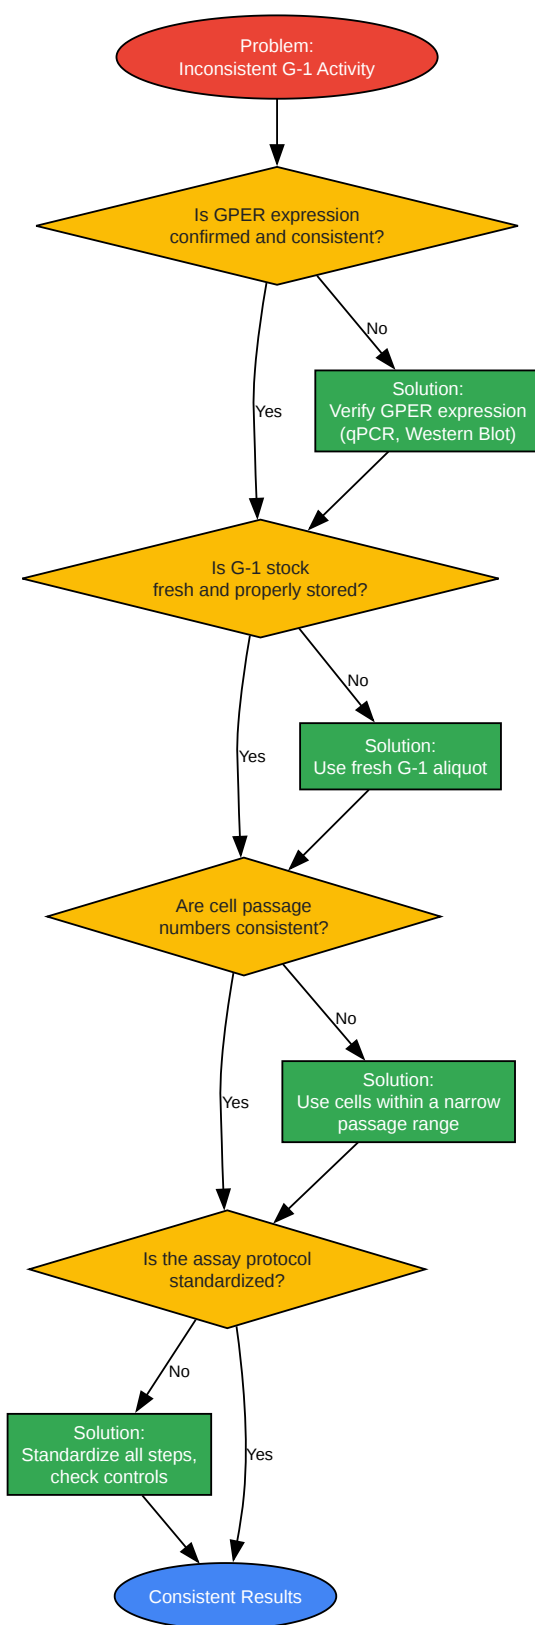 Problem:
Inconsistent G-1 Activity
Is GPER expression
confirmed and consistent?
No
Yes
Solution:
Verify GPER expression
(qPCR, Western Blot)
Is G-1 stock
fresh and properly stored?
No
Yes
Solution:
Use fresh G-1 aliquot
Are cell passage
numbers consistent?
No
Yes
Solution:
Use cells within a narrow
passage range
Is the assay protocol
standardized?
No
Yes
Solution:
Standardize all steps,
check controls
Consistent Results